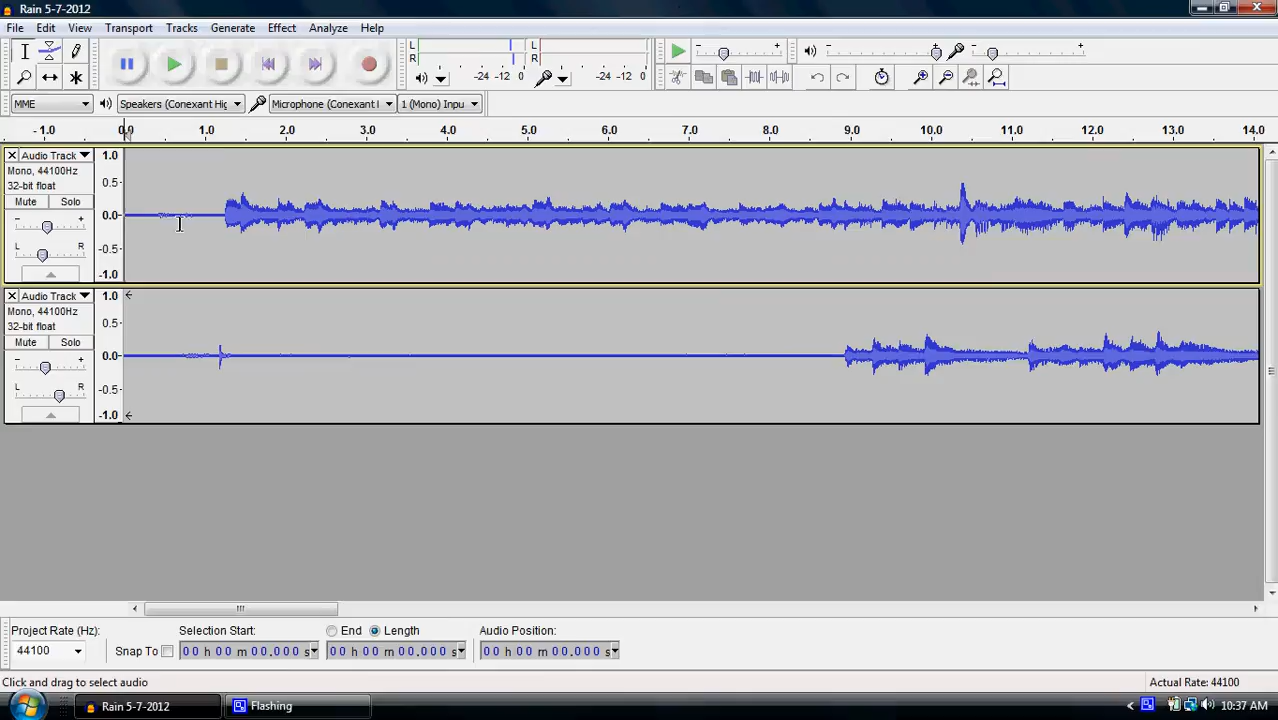 Rain 5-7-2012
File Edit View Transport Tracks Generate Effect Analyze Help
L R -24 -12 0 L R -24 -12 0
- + - + - +
MME Speakers (Conexant Hig Microphone (Conexant I 1 (Mono) Inpu
-1.0 0.0 1.0 2.0 3.0 4.0 5.0 6.0 7.0 8.0 9.0 10.0 11.0 12.0 13.0 14.0
Audio Track
Mono, 44100Hz
32-bit float
Mute Solo
- +
L R
1.0
0.5
0.0
-0.5
-1.0
Audio Track
Mono, 44100Hz
32-bit float
Mute Solo
- +
L R
1.0
0.5
0.0
-0.5
-1.0
Project Rate (Hz): Selection Start: End Length Audio Position:
44100 Snap To 00 h 00 m 00.000 s 00 h 00 m 00.000 s 00 h 00 m 00.000 s
Click and drag to select audio Actual Rate: 44100
Rain 5-7-2012 Flashing 10:37 AM